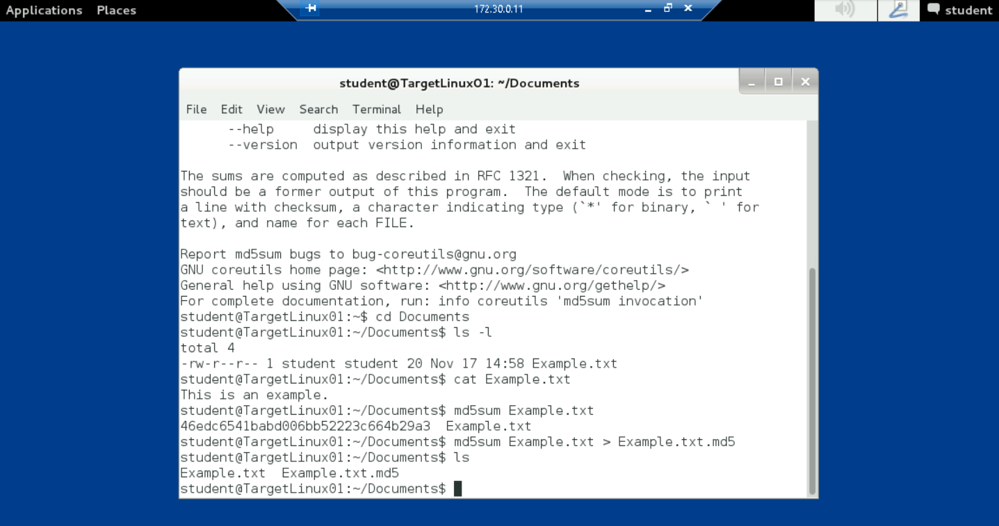 Applications Places
172.30.0.11
student
student@TargetLinux01: ~/Documents
File Edit View Search Terminal Help
      --help     display this help and exit
      --version  output version information and exit

The sums are computed as described in RFC 1321.  When checking, the input
should be a former output of this program.  The default mode is to print
a line with checksum, a character indicating type (`*' for binary, ` ' for
text), and name for each FILE.

Report md5sum bugs to bug-coreutils@gnu.org
GNU coreutils home page: <http://www.gnu.org/software/coreutils/>
General help using GNU software: <http://www.gnu.org/gethelp/>
For complete documentation, run: info coreutils 'md5sum invocation'
student@TargetLinux01:~$ cd Documents
student@TargetLinux01:~/Documents$ ls -l
total 4
-rw-r--r-- 1 student student 20 Nov 17 14:58 Example.txt
student@TargetLinux01:~/Documents$ cat Example.txt
This is an example.
student@TargetLinux01:~/Documents$ md5sum Example.txt
46edc6541babd006bb52223c664b29a3  Example.txt
student@TargetLinux01:~/Documents$ md5sum Example.txt > Example.txt.md5
student@TargetLinux01:~/Documents$ ls
Example.txt  Example.txt.md5
student@TargetLinux01:~/Documents$